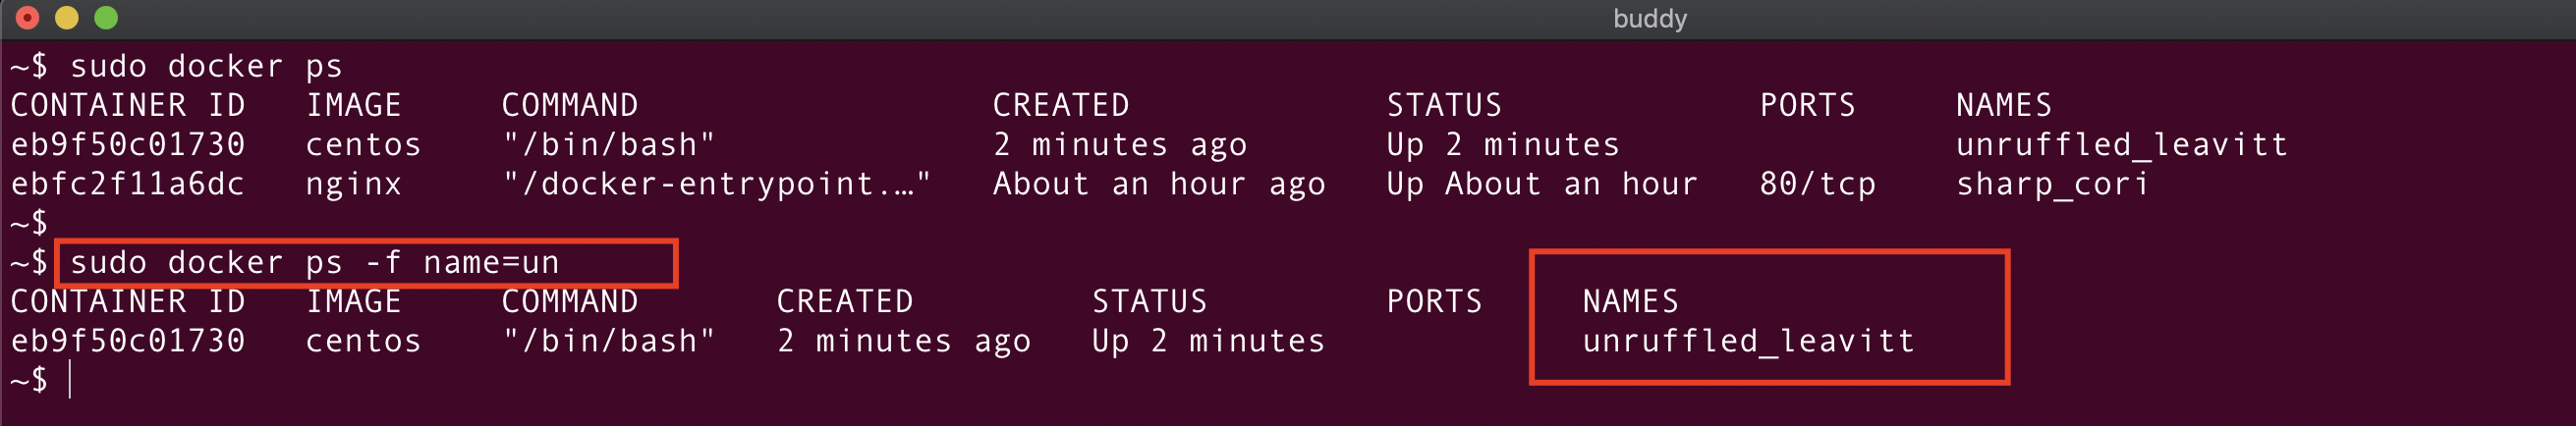 buddy
~$ sudo docker ps
CONTAINER ID   IMAGE     COMMAND                  CREATED             STATUS             PORTS     NAMES
eb9f50c01730   centos    "/bin/bash"              2 minutes ago       Up 2 minutes                 unruffled_leavitt
ebfc2f11a6dc   nginx     "/docker-entrypoint.…"   About an hour ago   Up About an hour   80/tcp    sharp_cori
~$
~$ sudo docker ps -f name=un
CONTAINER ID   IMAGE     COMMAND       CREATED         STATUS         PORTS     NAMES
eb9f50c01730   centos    "/bin/bash"   2 minutes ago   Up 2 minutes             unruffled_leavitt
~$